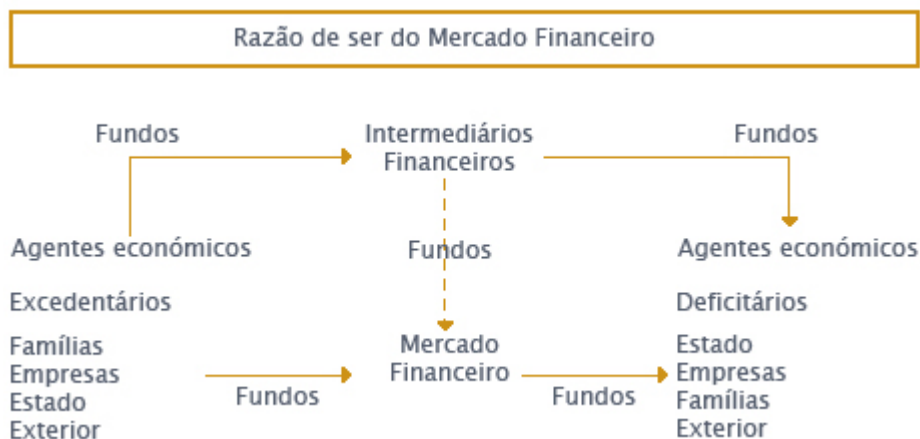 Razão de ser do Mercado Financeiro
Fundos
Intermediários
Financeiros
Fundos
Agentes económicos
Fundos
Agentes económicos
Excedentários
Deficitários
Famílias
Empresas
Estado
Exterior
Fundos
Mercado
Financeiro
Fundos
Estado
Empresas
Famílias
Exterior